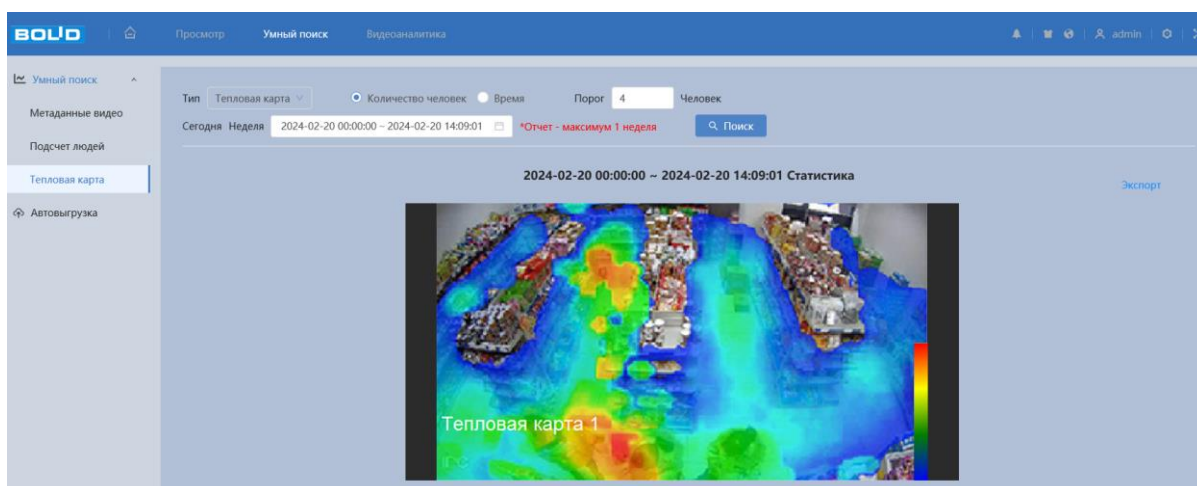 BOLID Просмотр Умный поиск Видеоаналитика admin
Умный поиск
Метаданные видео
Подсчет людей
Тепловая карта
Автовыгрузка
Тип Тепловая карта Количество человек Время Порог 4 Человек
Сегодня Неделя 2024-02-20 00:00:00 ~ 2024-02-20 14:09:01 *Отчет - максимум 1 неделя Поиск
2024-02-20 00:00:00 ~ 2024-02-20 14:09:01 Статистика
Экспорт
Тепловая карта 1